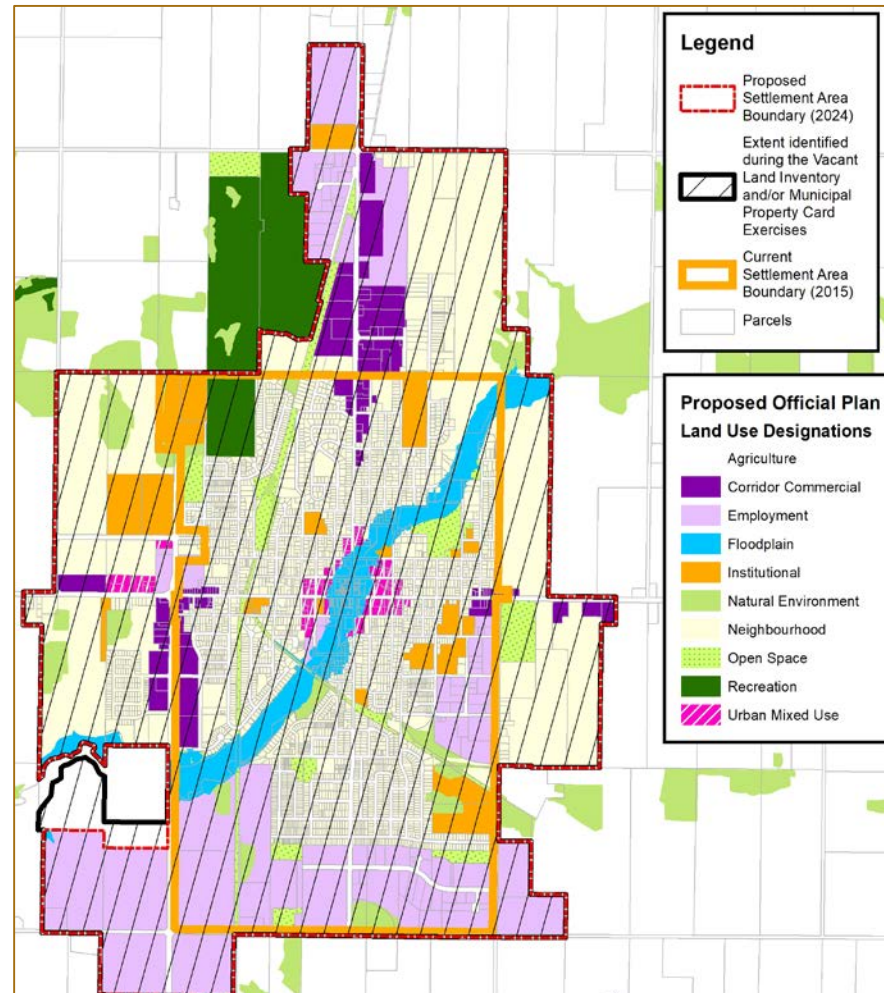 Legend
Proposed
Settlement Area
Boundary (2024)
Extent identified
during the Vacant
Land Inventory
and/or Municipal
Property Card
Exercises
Current
Settlement Area
Boundary (2015)
Parcels
Proposed Official Plan
Land Use Designations
Agriculture
Corridor Commercial
Employment
Floodplain
Institutional
Natural Environment
Neighbourhood
Open Space
Recreation
Urban Mixed Use